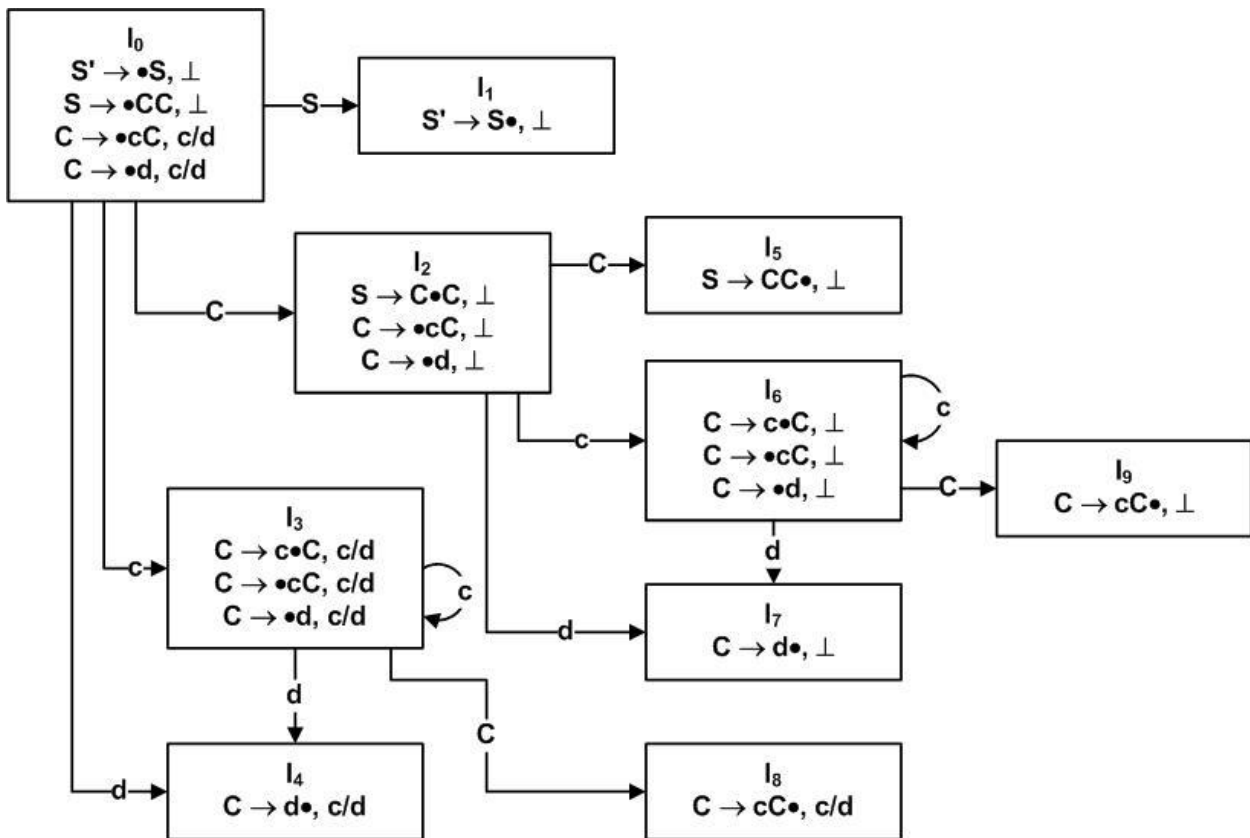 I₀
S' → •S, ⊥
S → •CC, ⊥
C → •cC, c/d
C → •d, c/d
S
I₁
S' → S•, ⊥
C
I₂
S → C•C, ⊥
C → •cC, ⊥
C → •d, ⊥
C
I₅
S → CC•, ⊥
c
I₆
C → c•C, ⊥
C → •cC, ⊥
C → •d, ⊥
c
C
I₉
C → cC•, ⊥
d
d
I₇
C → d•, ⊥
c
I₃
C → c•C, c/d
C → •cC, c/d
C → •d, c/d
c
d
C
d
I₄
C → d•, c/d
I₈
C → cC•, c/d